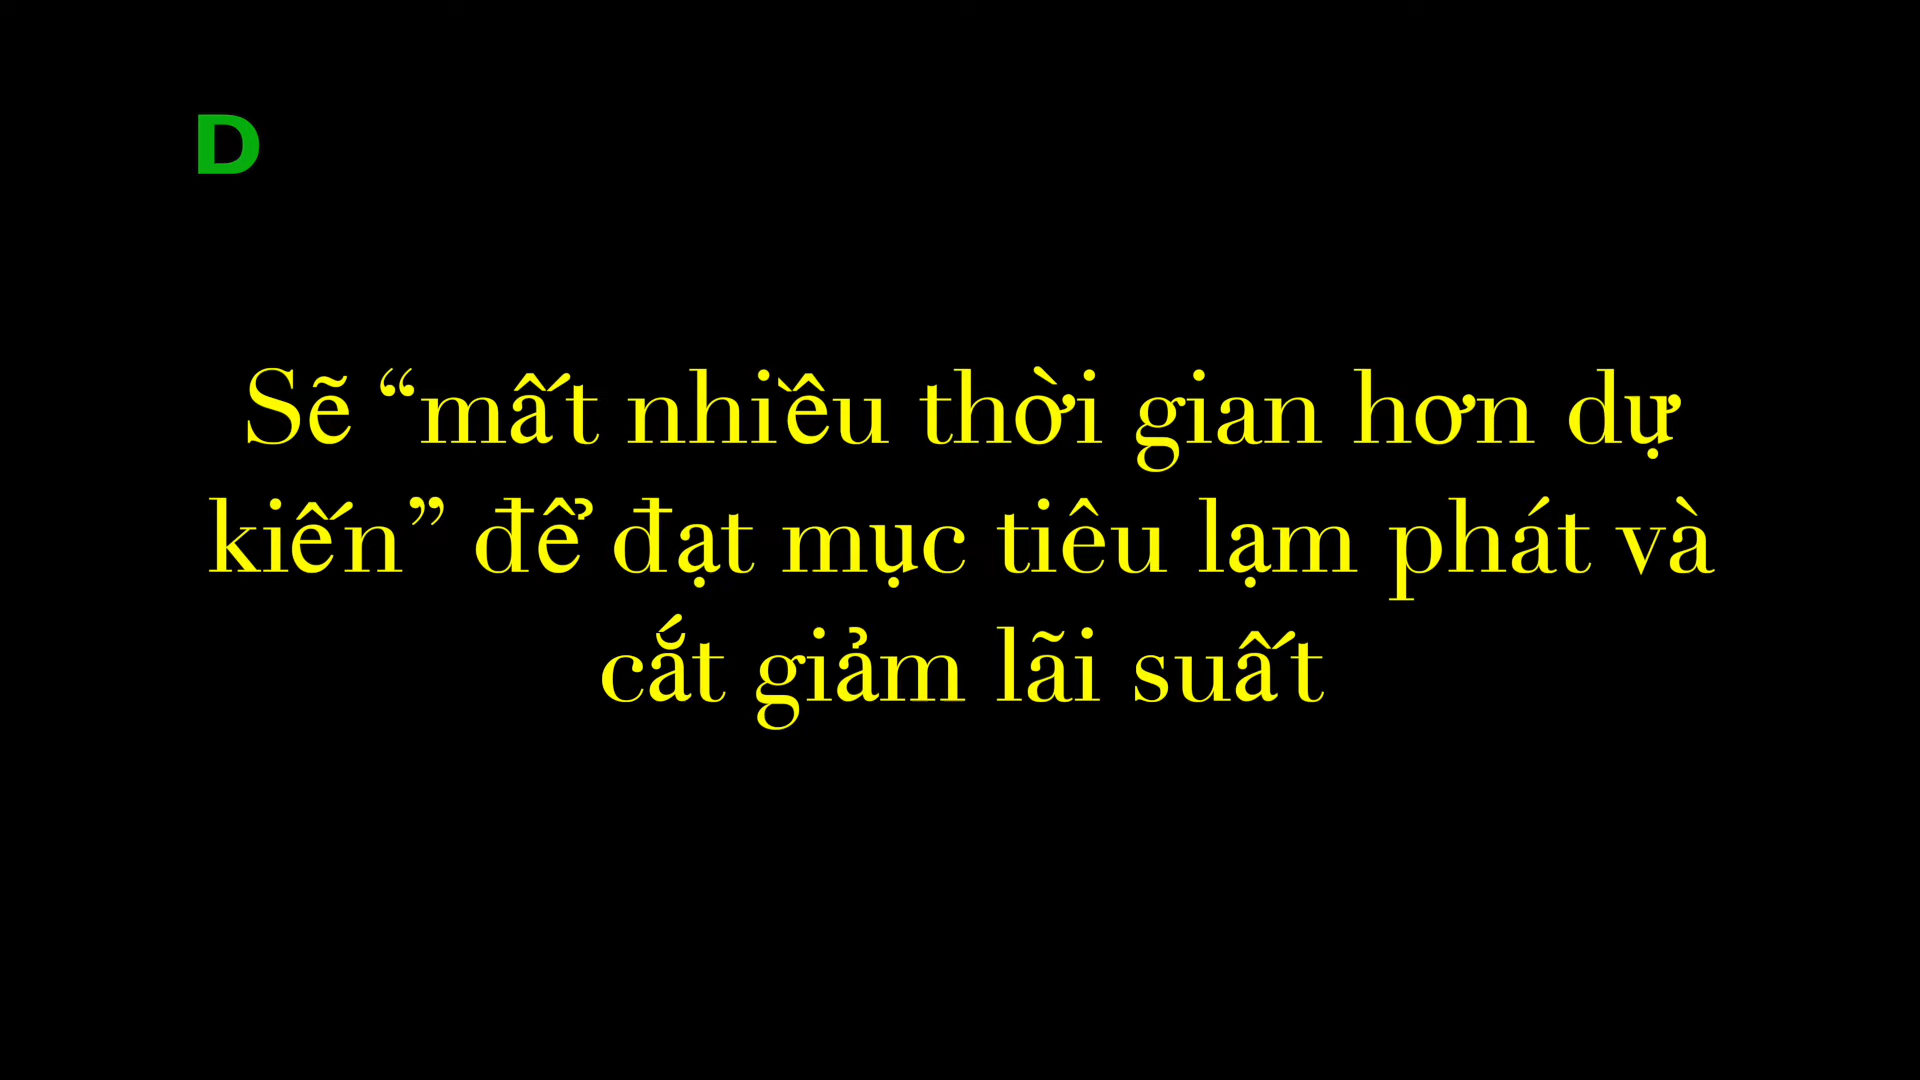 D
Sẽ “mất nhiều thời gian hơn dự
kiến” để đạt mục tiêu lạm phát và
cắt giảm lãi suất